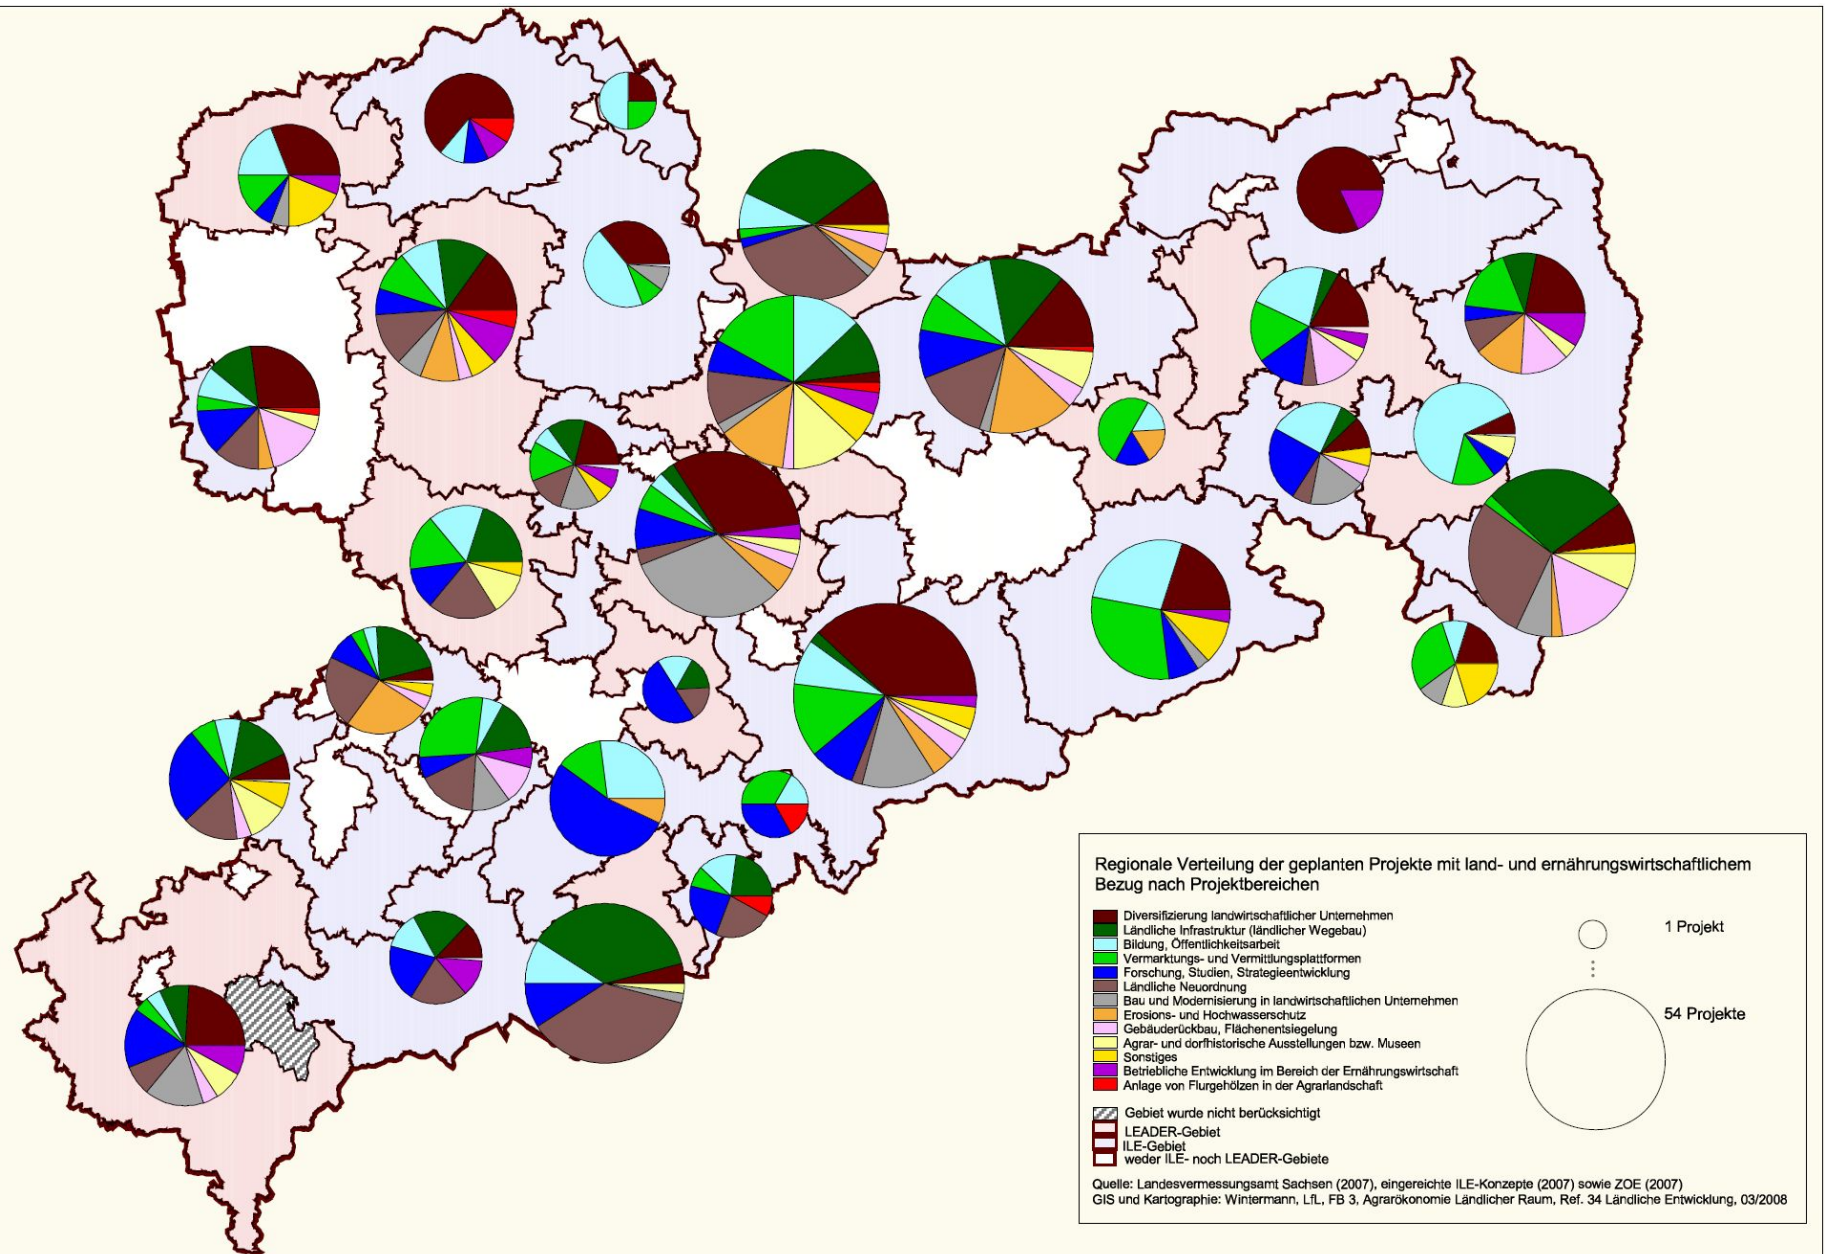 Regionale Verteilung der geplanten Projekte mit land- und ernährungswirtschaftlichem
Bezug nach Projektbereichen
Diversifizierung landwirtschaftlicher Unternehmen
Ländliche Infrastruktur (ländlicher Wegebau)
Bildung, Öffentlichkeitsarbeit
Vermarktungs- und Vermittlungsplattformen
Forschung, Studien, Strategieentwicklung
Ländliche Neuordnung
Bau und Modernisierung in landwirtschaftlichen Unternehmen
Erosions- und Hochwasserschutz
Gebäuderückbau, Flächenentsiegelung
Agrar- und dorfhistorische Ausstellungen bzw. Museen
Sonstiges
Betriebliche Entwicklung im Bereich der Ernährungswirtschaft
Anlage von Flurgehölzen in der Agrarlandschaft
1 Projekt
54 Projekte
Gebiet wurde nicht berücksichtigt
LEADER-Gebiet
ILE-Gebiet
weder ILE- noch LEADER-Gebiete
Quelle: Landesvermessungsamt Sachsen (2007), eingereichte ILE-Konzepte (2007) sowie ZOE (2007)
GIS und Kartographie: Wintermann, LfL, FB 3, Agrarökonomie Ländlicher Raum, Ref. 34 Ländliche Entwicklung, 03/2008